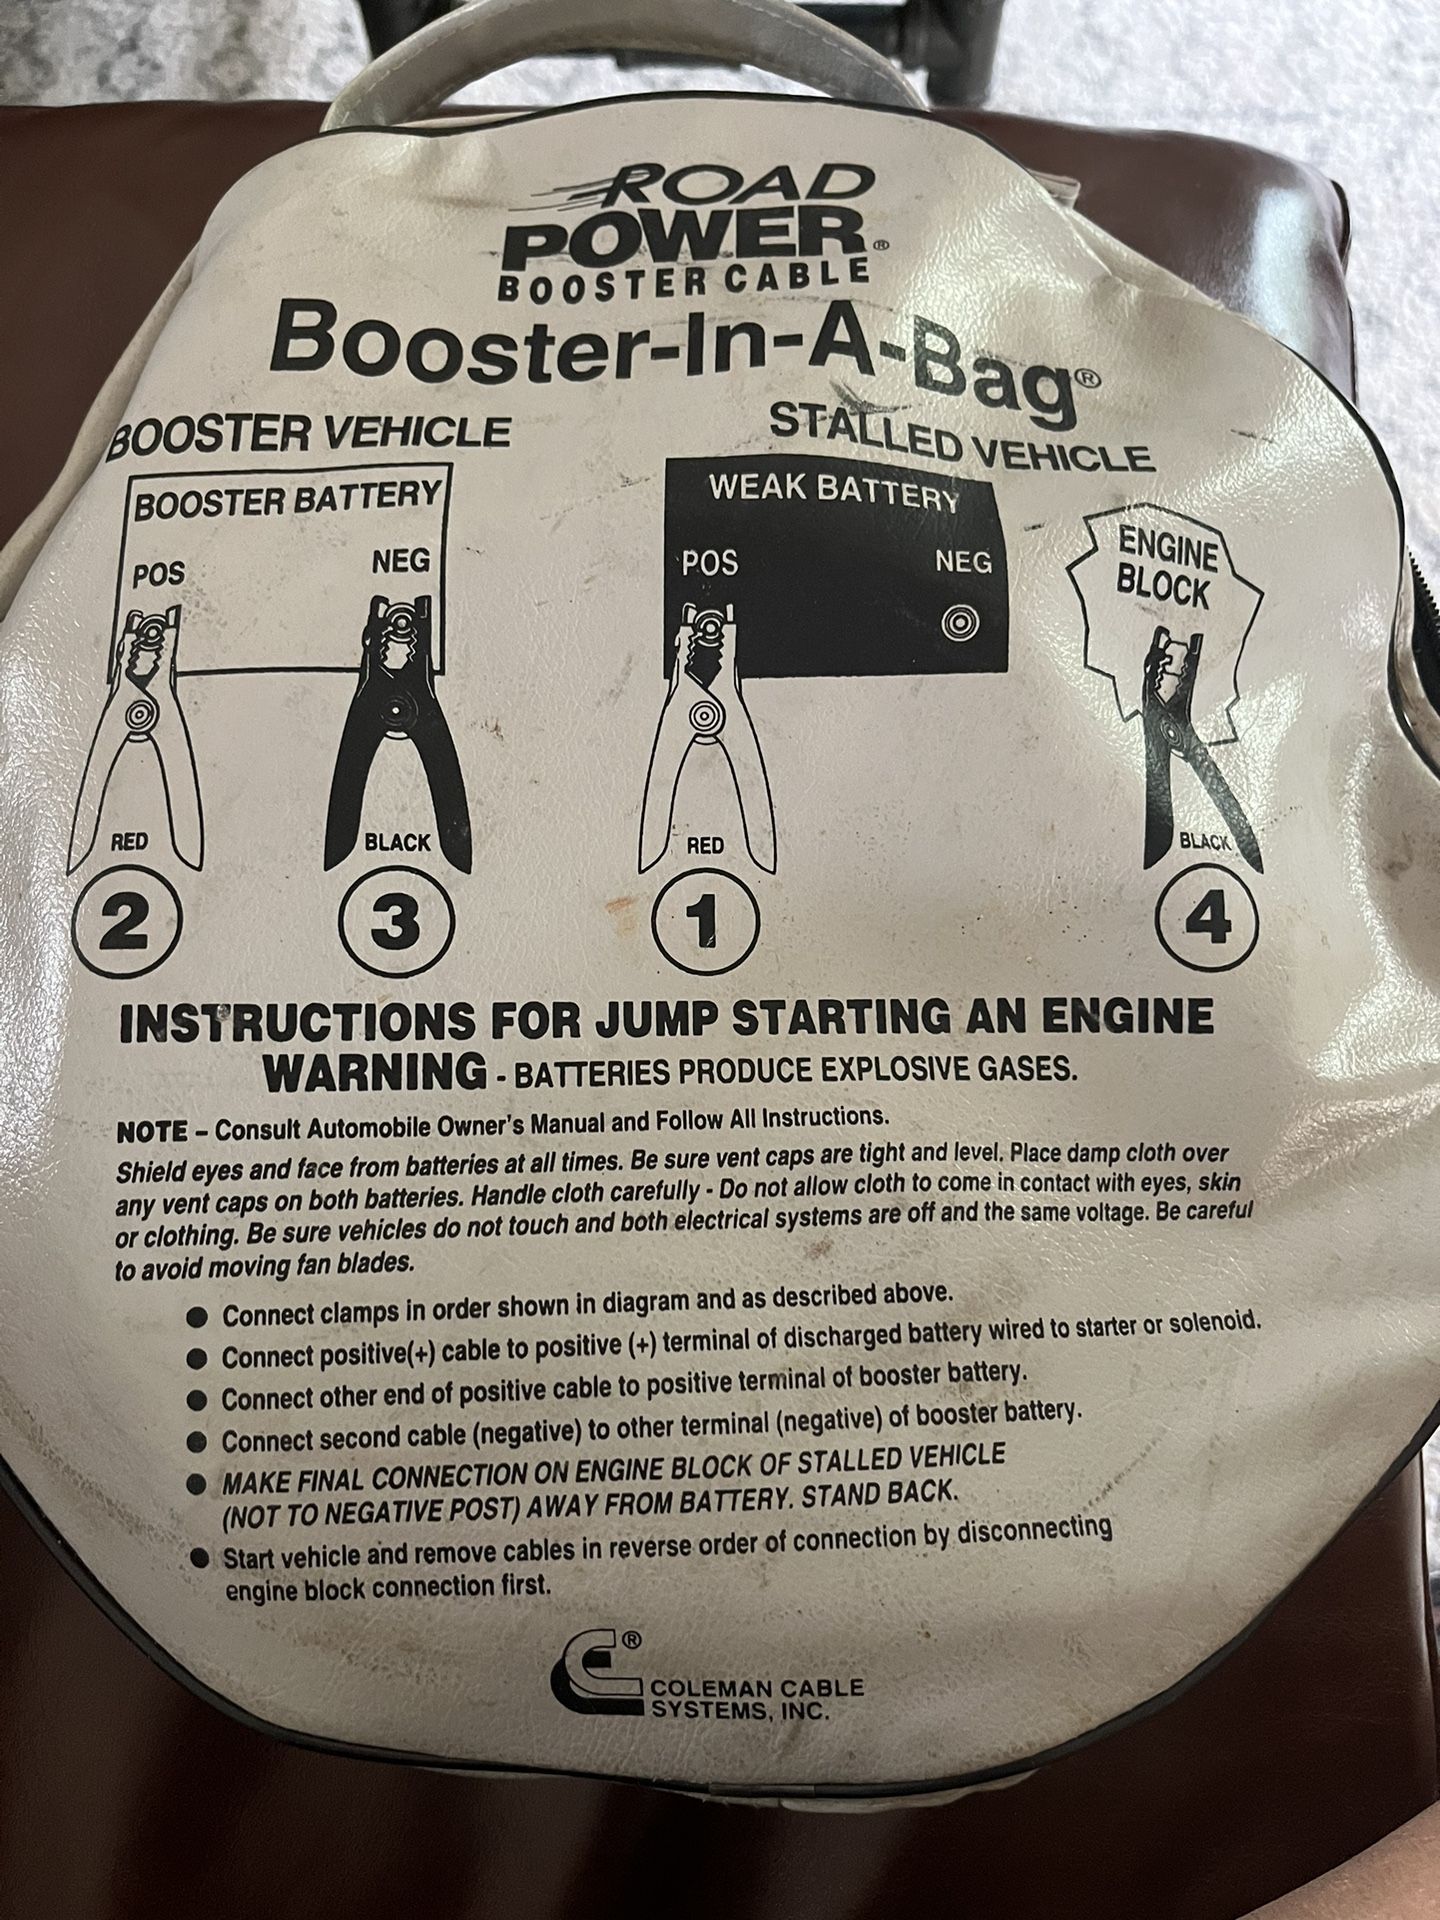 ROAD
POWER®
BOOSTER CABLE
Booster-In-A-Bag®
BOOSTER VEHICLE
STALLED VEHICLE
BOOSTER BATTERY
WEAK BATTERY
ENGINE
BLOCK
POS
NEG
POS
NEG
RED
BLACK
RED
BLACK
2
3
1
4
INSTRUCTIONS FOR JUMP STARTING AN ENGINE
WARNING - BATTERIES PRODUCE EXPLOSIVE GASES.
NOTE – Consult Automobile Owner's Manual and Follow All Instructions.
Shield eyes and face from batteries at all times. Be sure vent caps are tight and level. Place damp cloth over
any vent caps on both batteries. Handle cloth carefully - Do not allow cloth to come in contact with eyes, skin
or clothing. Be sure vehicles do not touch and both electrical systems are off and the same voltage. Be careful
to avoid moving fan blades.
● Connect clamps in order shown in diagram and as described above.
● Connect positive(+) cable to positive (+) terminal of discharged battery wired to starter or solenoid.
● Connect other end of positive cable to positive terminal of booster battery.
● Connect second cable (negative) to other terminal (negative) of booster battery.
● MAKE FINAL CONNECTION ON ENGINE BLOCK OF STALLED VEHICLE
(NOT TO NEGATIVE POST) AWAY FROM BATTERY. STAND BACK.
● Start vehicle and remove cables in reverse order of connection by disconnecting
engine block connection first.
®
COLEMAN CABLE
SYSTEMS, INC.